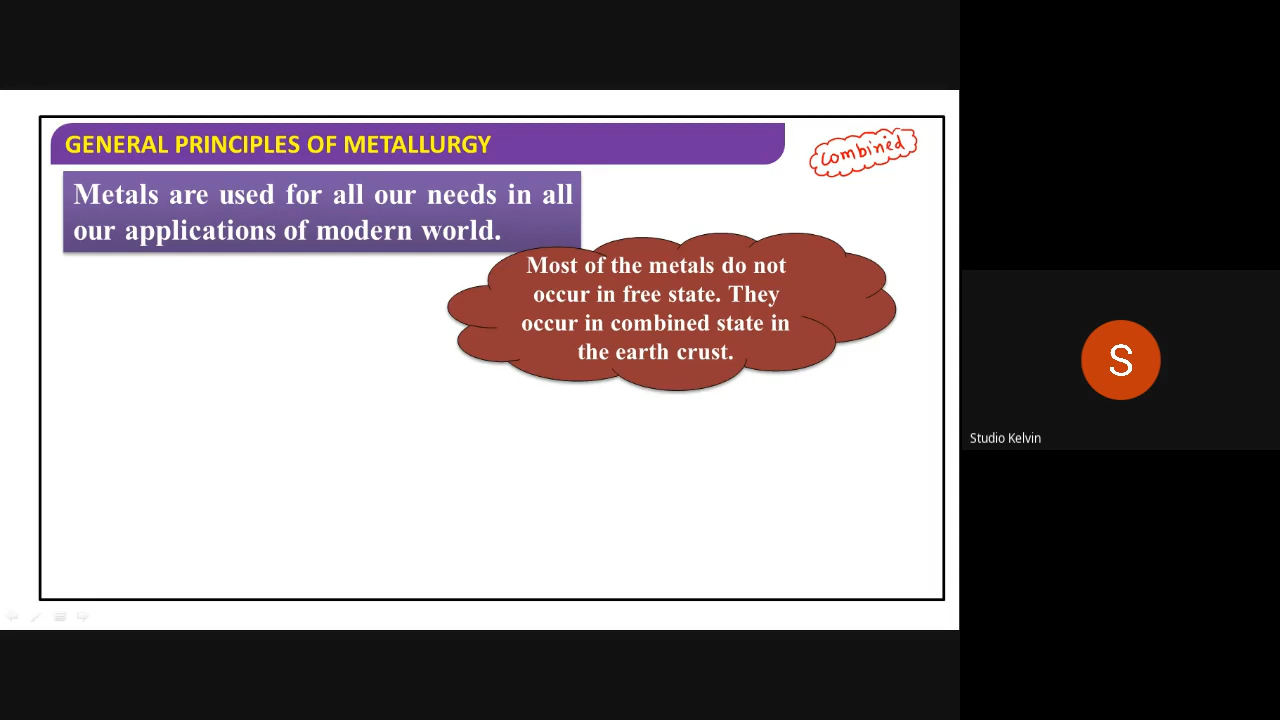 GENERAL PRINCIPLES OF METALLURGY
combined
Metals are used for all our needs in all
our applications of modern world.
Most of the metals do not
occur in free state. They
occur in combined state in
the earth crust.
S
Studio Kelvin